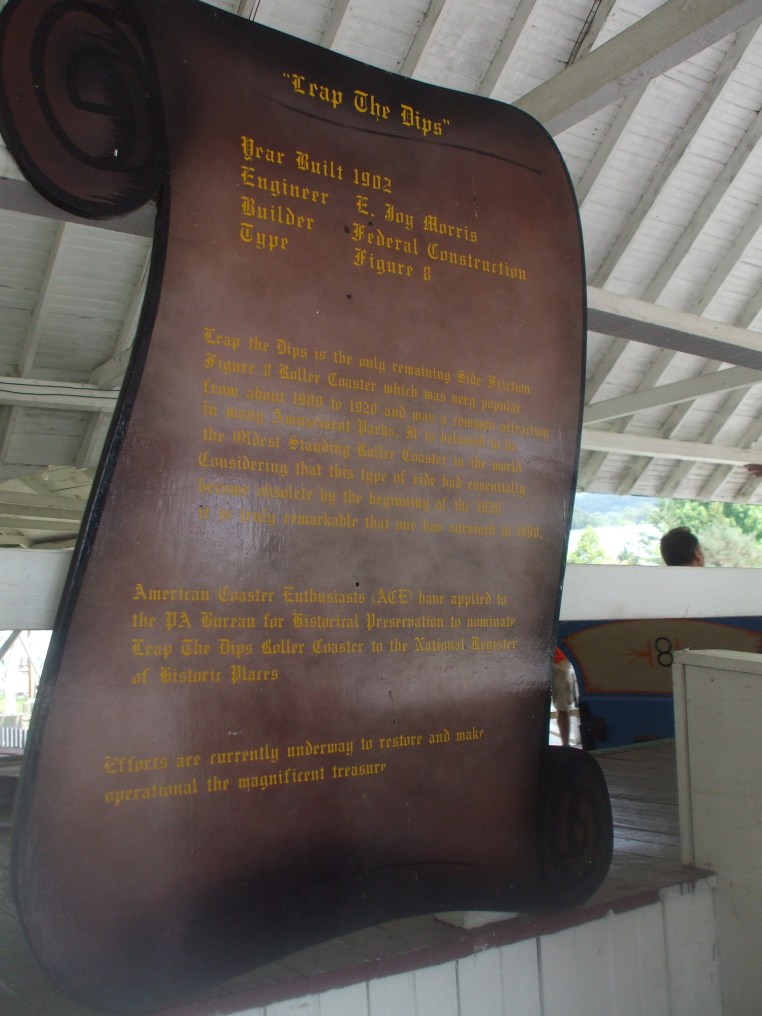 "Leap The Dips"
Year Built 1902
Engineer E. Joy Morris
Builder Federal Construction
Type Figure 8
Leap the Dips is the only remaining Side Friction
Figure 8 Roller Coaster which was very popular
from about 1900 to 1920 and was a common attraction
in many Amusement Parks. It is believed to be
the Oldest Standing Roller Coaster in the world.
Considering that this type of ride had essentially
become obsolete by the beginning of the 1920
it is truly remarkable that one has survived to 1990.
American Coaster Enthusiasts (ACE) have applied to
the PA Bureau for Historical Preservation to nominate
Leap The Dips Roller Coaster to the National Register
of Historic Places
Efforts are currently underway to restore and make
operational the magnificent treasure
8